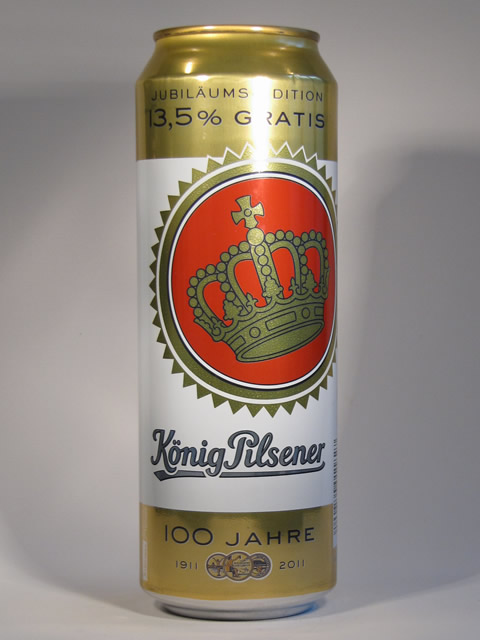 JUBILÄUMS EDITION
13,5% GRATIS
König Pilsener
100 JAHRE
1911 2011